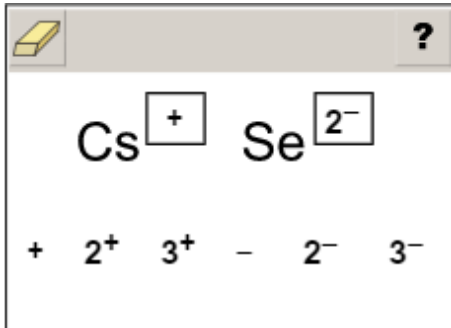 ?
Cs⁺ Se²⁻
+ 2⁺ 3⁺ – 2⁻ 3⁻